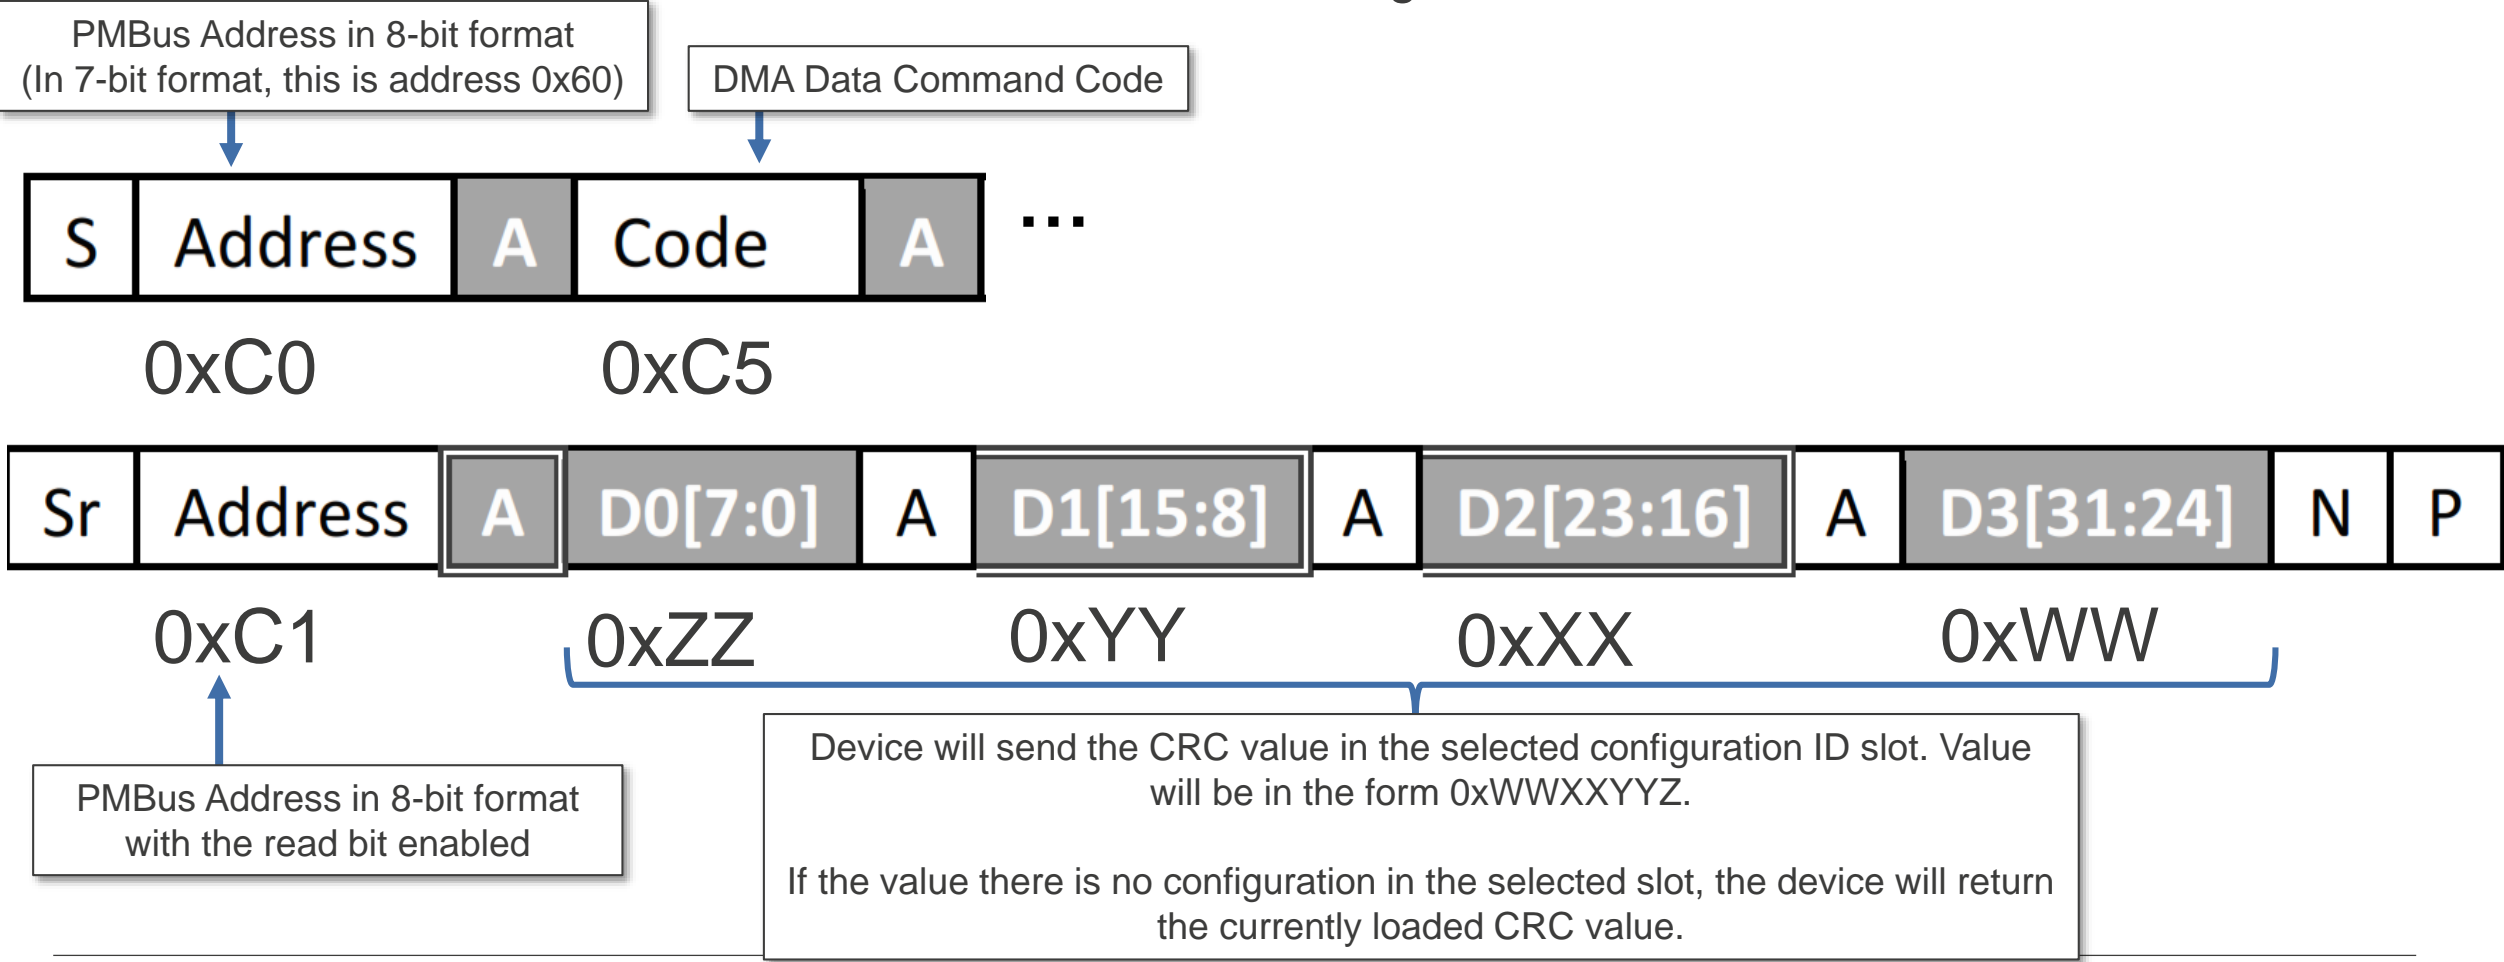 PMBus Address in 8-bit format
(In 7-bit format, this is address 0x60)
DMA Data Command Code
S Address A Code A ...
0xC0 0xC5
Sr Address A D0[7:0] A D1[15:8] A D2[23:16] A D3[31:24] N P
0xC1 0xZZ 0xYY 0xXX 0xWW
PMBus Address in 8-bit format
with the read bit enabled
Device will send the CRC value in the selected configuration ID slot. Value
will be in the form 0xWWXXYYZ.
If the value there is no configuration in the selected slot, the device will return
the currently loaded CRC value.